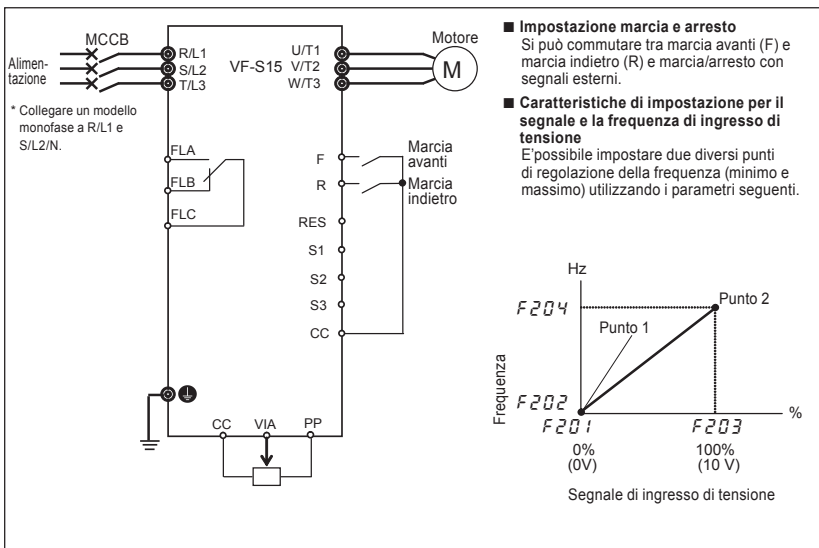 MCCB
Alimen-
tazione
R/L1
S/L2
T/L3
VF-S15
U/T1
V/T2
W/T3
Motore
M
* Collegare un modello
monofase a R/L1 e
S/L2/N.
FLA
FLB
FLC
F
R
RES
S1
S2
S3
CC
Marcia
avanti
Marcia
indietro
CC
VIA
PP
■ Impostazione marcia e arresto
Si può commutare tra marcia avanti (F) e
marcia indietro (R) e marcia/arresto con
segnali esterni.
■ Caratteristiche di impostazione per il
segnale e la frequenza di ingresso di
tensione
E'possibile impostare due diversi punti
di regolazione della frequenza (minimo e
massimo) utilizzando i parametri seguenti.
Hz
F204
Punto 2
Punto 1
Frequenza
F202
%
F201
F203
0%
(0V)
100%
(10 V)
Segnale di ingresso di tensione